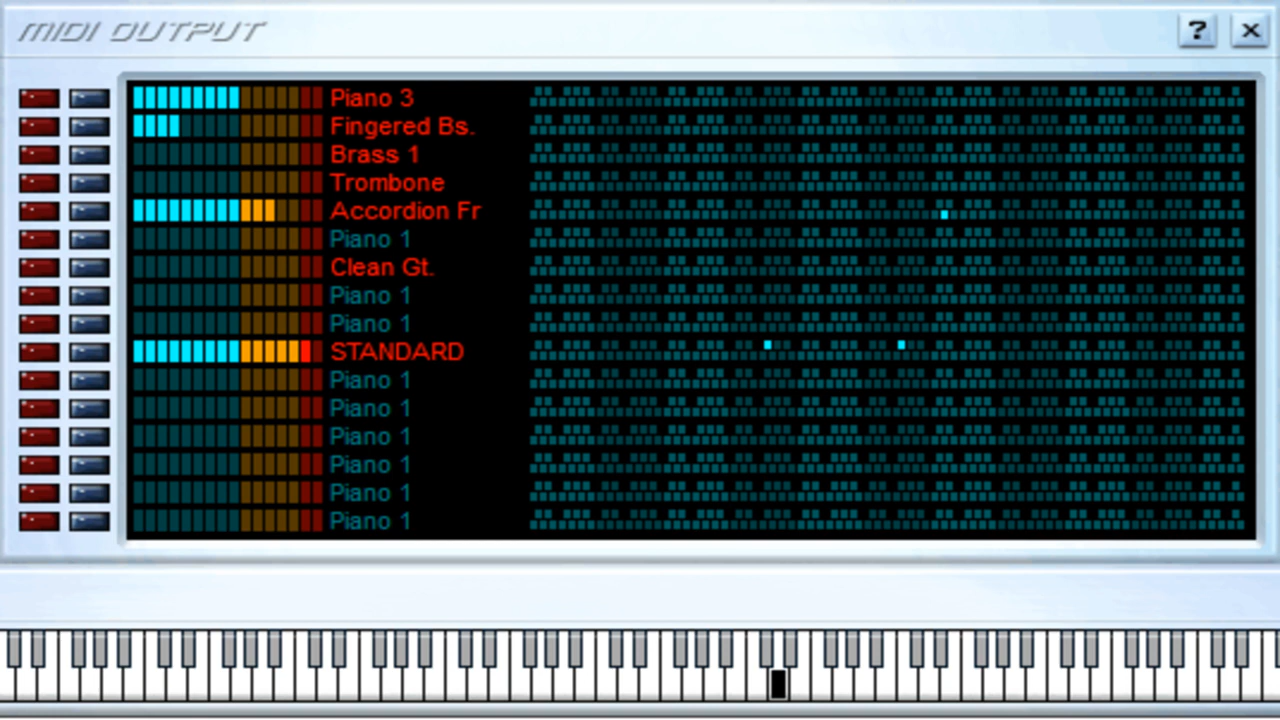 MIDI OUTPUT
? ×
Piano 3
Fingered Bs.
Brass 1
Trombone
Accordion Fr
Piano 1
Clean Gt.
Piano 1
Piano 1
STANDARD
Piano 1
Piano 1
Piano 1
Piano 1
Piano 1
Piano 1